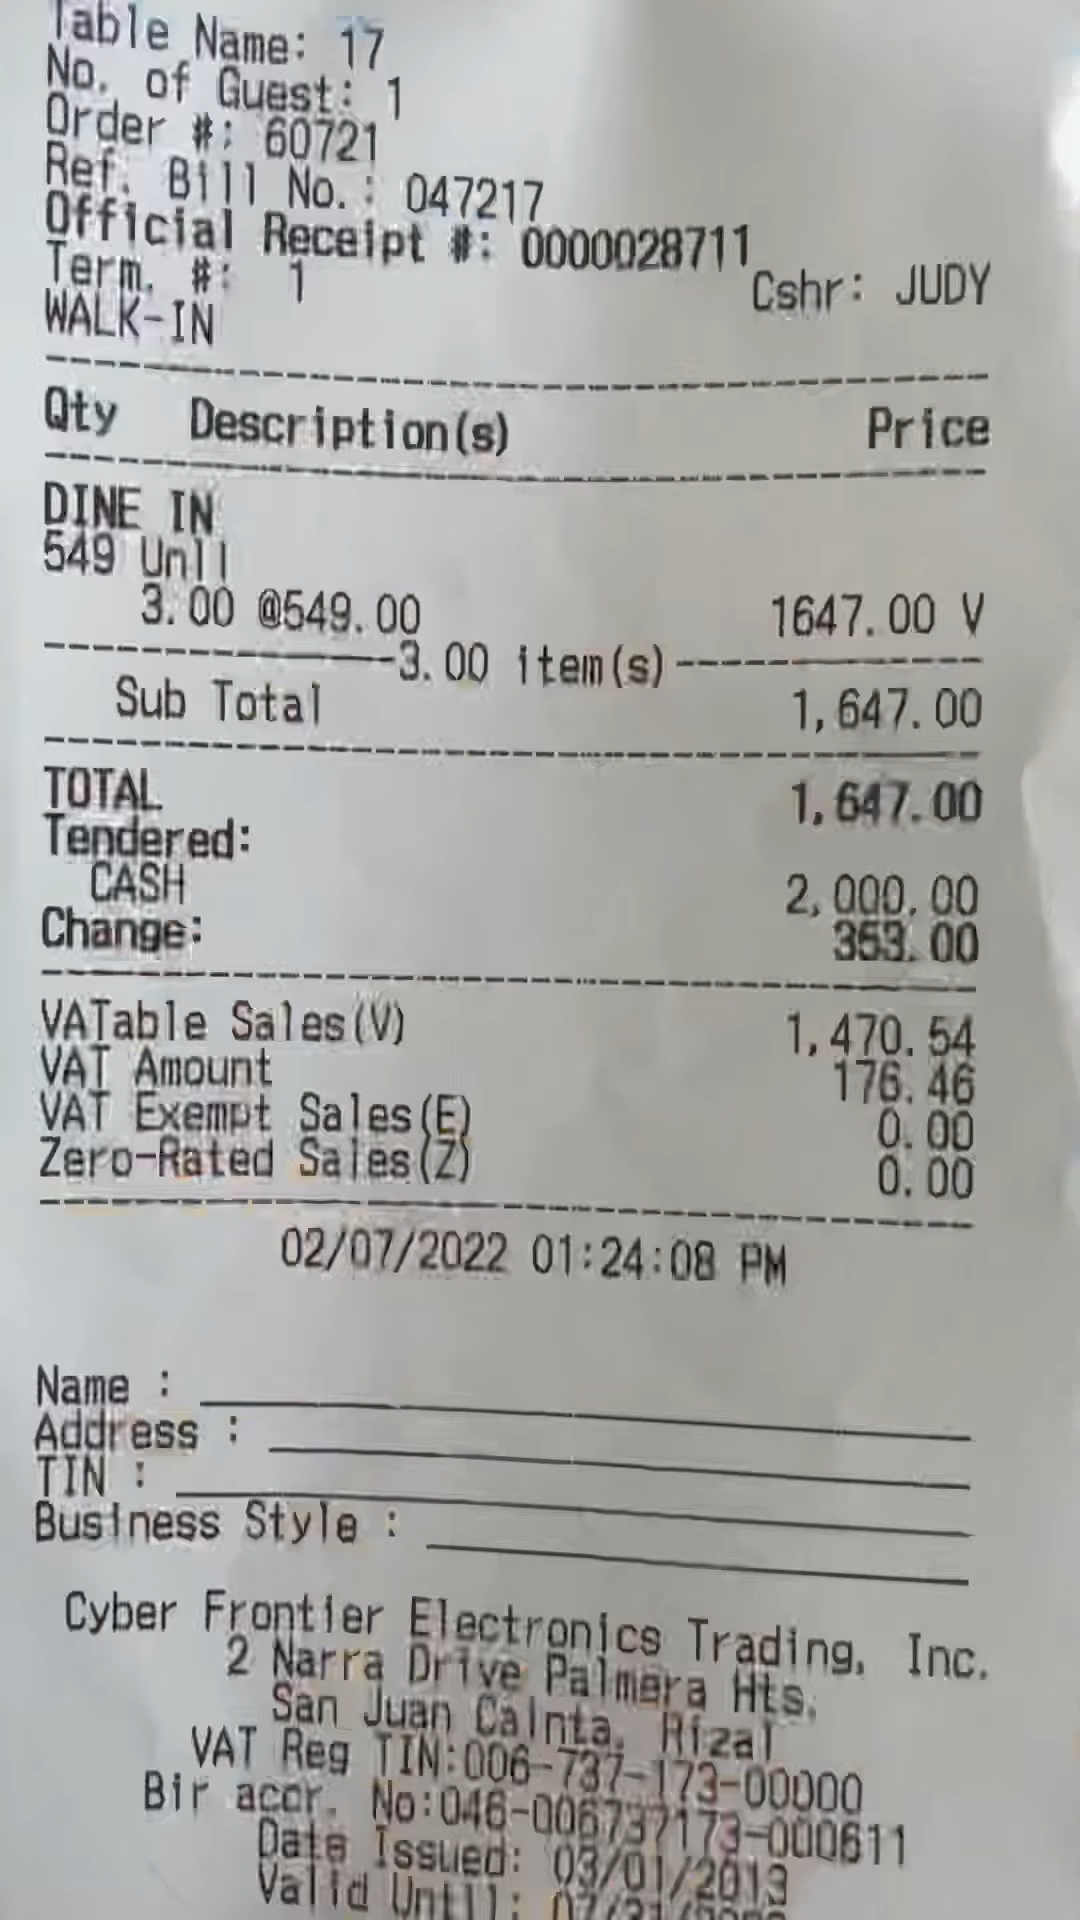 Table Name: 17
No. of Guest: 1
Order #: 60721
Ref. Bill No.: 047217
Official Receipt #: 0000028711
Term. #: 1 Cshr: JUDY
WALK-IN
Qty Description(s) Price
DINE IN
549 Unli
3.00 @549.00 1647.00 V
3.00 item(s)
Sub Total 1,647.00
TOTAL 1,647.00
Tendered:
CASH 2,000.00
Change: 353.00
VATable Sales(V) 1,470.54
VAT Amount 176.46
VAT Exempt Sales(E) 0.00
Zero-Rated Sales(Z) 0.00
02/07/2022 01:24:08 PM
Name :
Address :
TIN :
Business Style :
Cyber Frontier Electronics Trading, Inc.
2 Narra Drive Palmera Hts.
San Juan Cainta, Rizal
VAT Reg TIN:006-737-173-00000
Bir accr. No:046-006737173-000611
Date Issued: 03/01/2013
Valid Until: